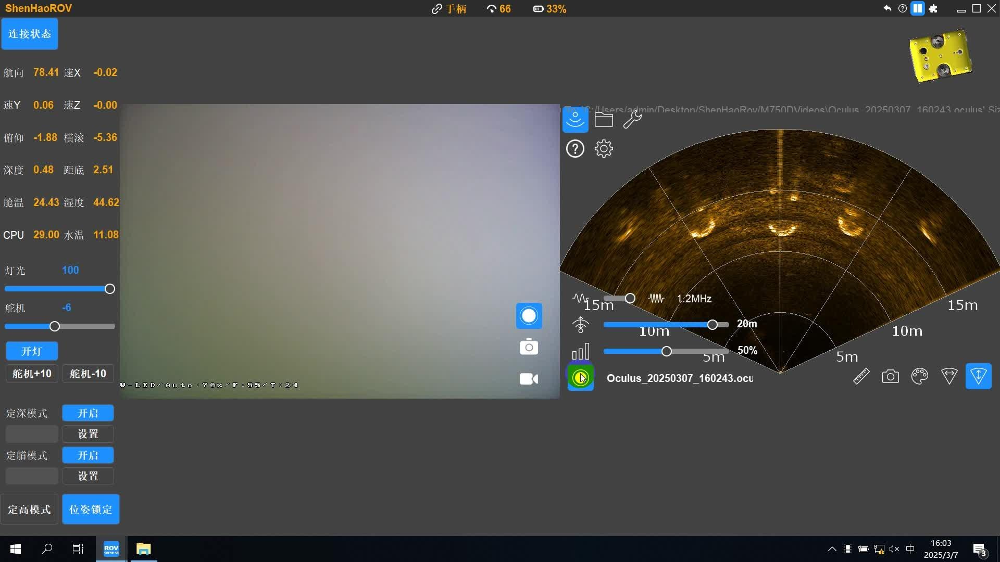 ShenHaoROV 手柄 66 33%
连接状态
航向 78.41 速X -0.02
速Y 0.06 速Z -0.00
俯仰 -1.88 横滚 -5.36
深度 0.48 距底 2.51
舱温 24.43 湿度 44.62
CPU 29.00 水温 11.08
灯光 100
舵机 -6
开灯
舵机+10 舵机-10
定深模式 开启
设置
定艏模式 开启
设置
定高模式 位姿锁定
W-LED/Auto:70%/F:55/T:24
:/Users/admin/Desktop/ShenHaoRov/M750DVideos\Oculus_20250307_160243.oculus' Siz
1.2MHz
15m 15m
20m
10m 10m
50%
5m 5m
Oculus_20250307_160243.ocu
ROV
中 16:03
2025/3/7
3